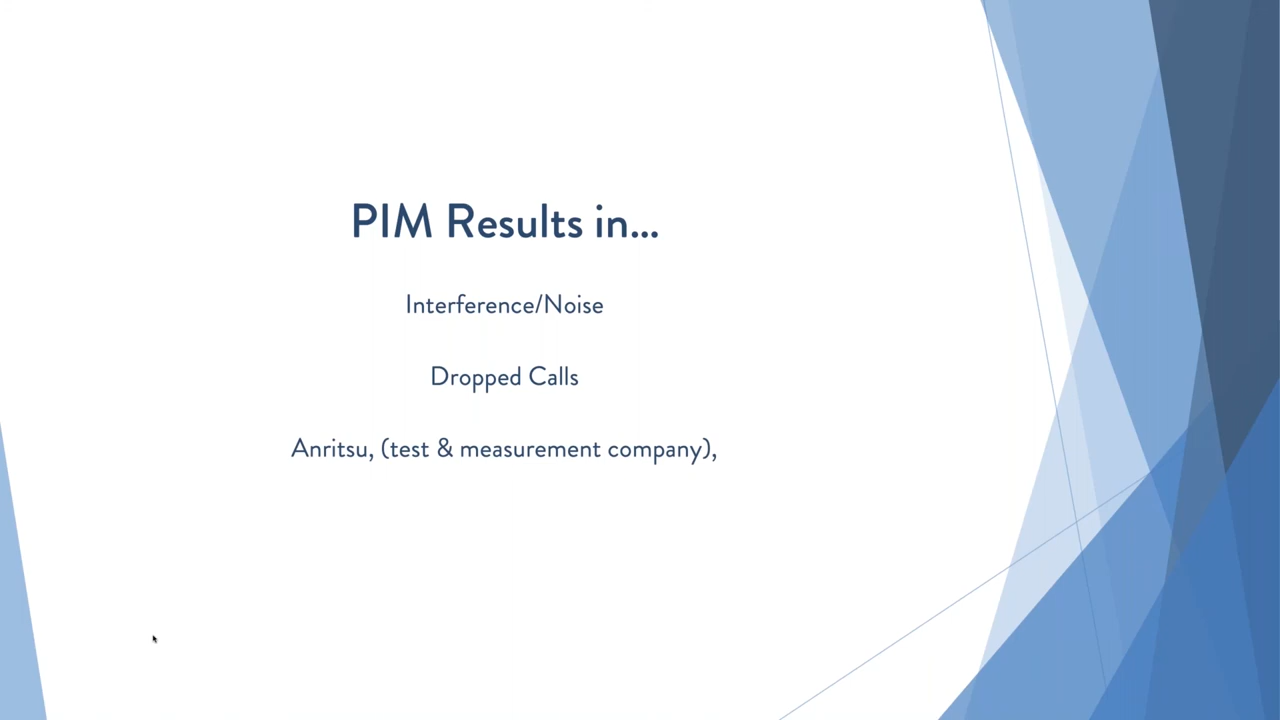 PIM Results in...
Interference/Noise
Dropped Calls
Anritsu, (test & measurement company),